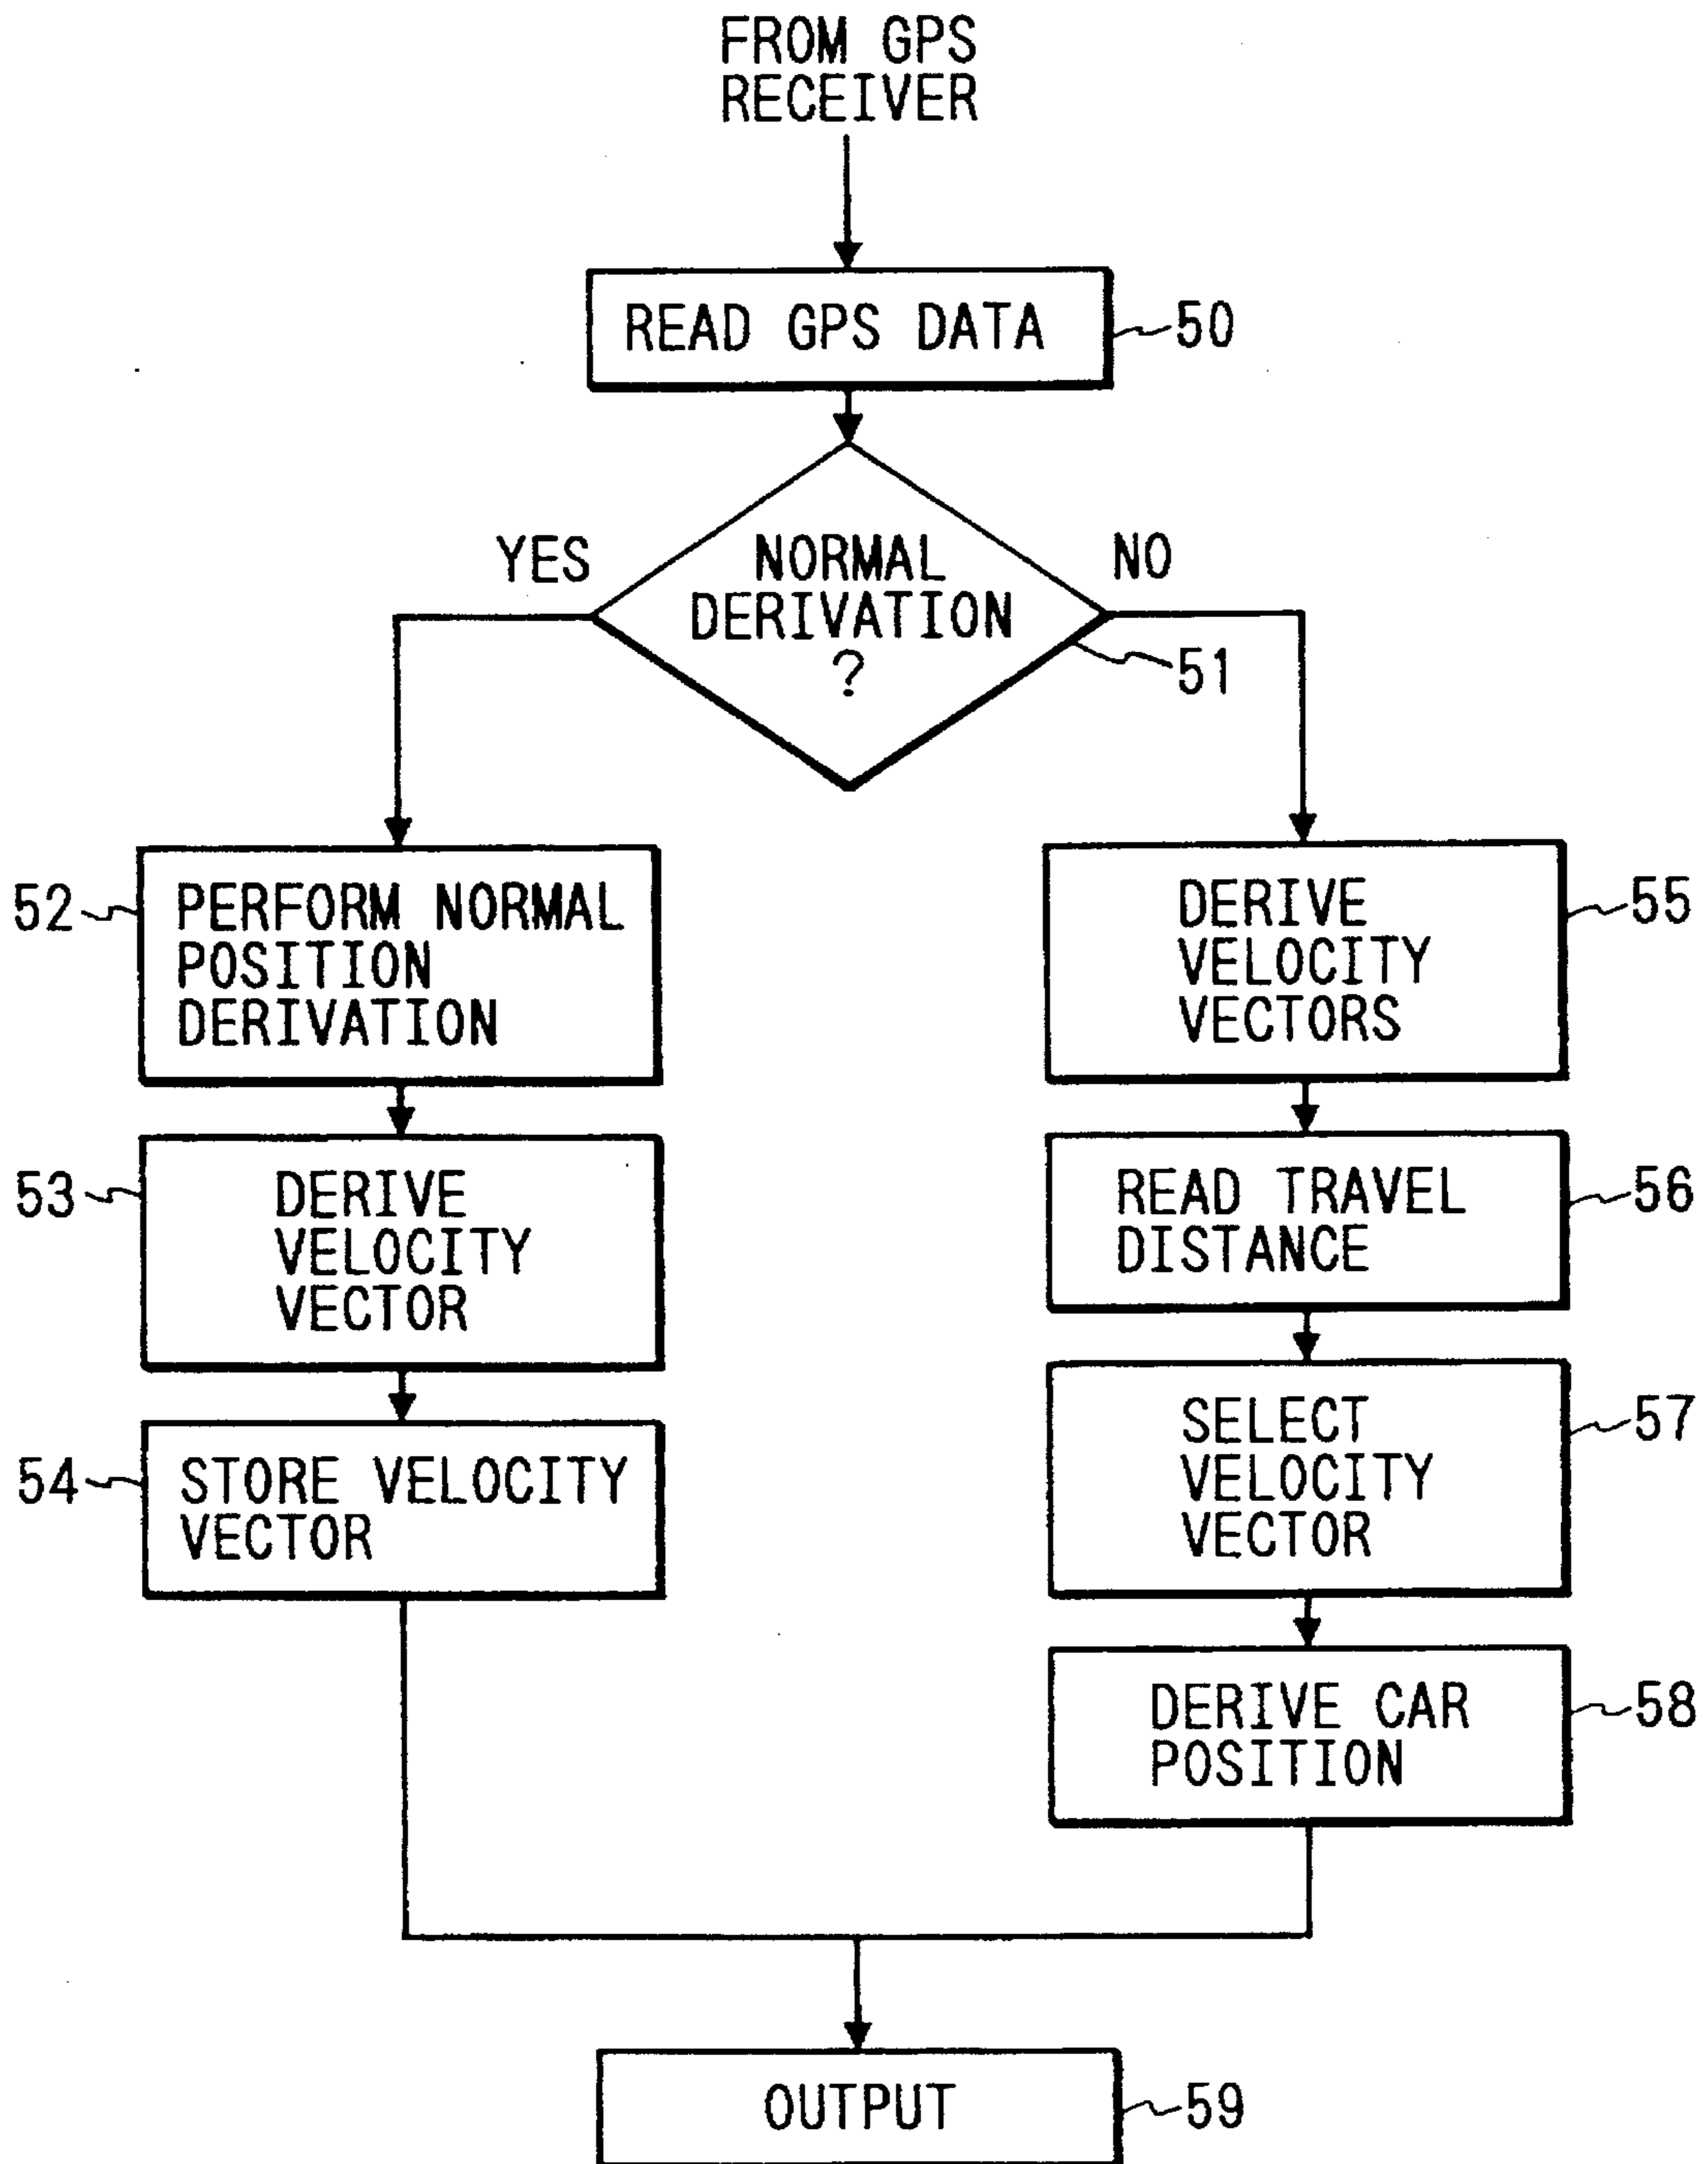 FROM GPS
RECEIVER
READ GPS DATA
50
YES
NORMAL
DERIVATION
?
NO
51
52
PERFORM NORMAL
POSITION
DERIVATION
53
DERIVE
VELOCITY
VECTOR
54
STORE VELOCITY
VECTOR
DERIVE
VELOCITY
VECTORS
55
READ TRAVEL
DISTANCE
56
SELECT
VELOCITY
VECTOR
57
DERIVE CAR
POSITION
58
OUTPUT
59